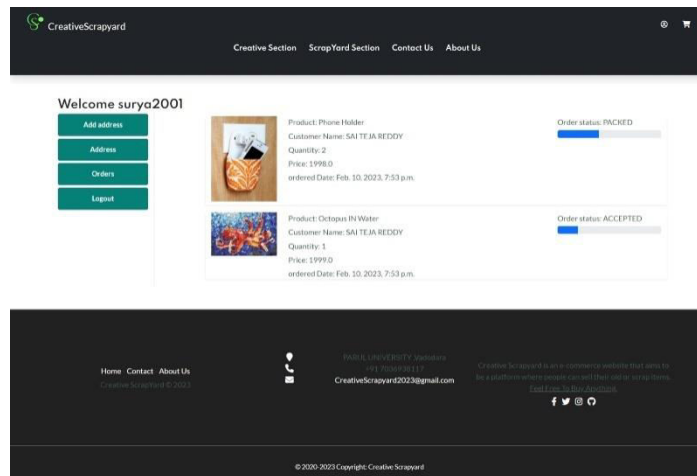 CreativeScrapyard
Creative Section ScrapYard Section Contact Us About Us
Welcome surya2001
Add address
Address
Orders
Logout
Product: Phone Holder
Customer Name: SAI TEJA REDDY
Quantity: 2
Price: 1998.0
ordered Date: Feb. 10, 2023, 7:53 p.m.
Order status: PACKED
Product: Octopus IN Water
Customer Name: SAI TEJA REDDY
Quantity: 1
Price: 1999.0
ordered Date: Feb. 10, 2023, 7:53 p.m.
Order status: ACCEPTED
Home Contact About Us
Creative ScrapYard © 2023
PARUL UNIVERSITY
CreativeScrapyard2023@gmail.com
Creative Scrapyard is an e-commerce website that aims to
be a platform where people can sell their old or scrap items.
Feel Free To Buy Anything.
© 2020-2023 Copyright: Creative Scrapyard